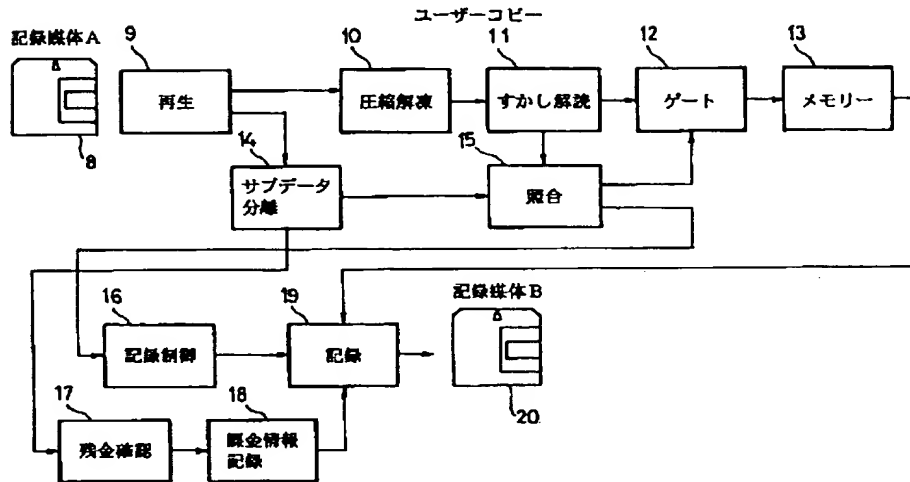 ユーザーコピー
記録媒体A
9
10
11
12
13
再生
圧縮解凍
すかし解読
ゲート
メモリー
8
14
15
サブデータ
分離
照合
16
19
記録媒体B
記録制御
記録
20
17
18
残金確認
課金情報
記録